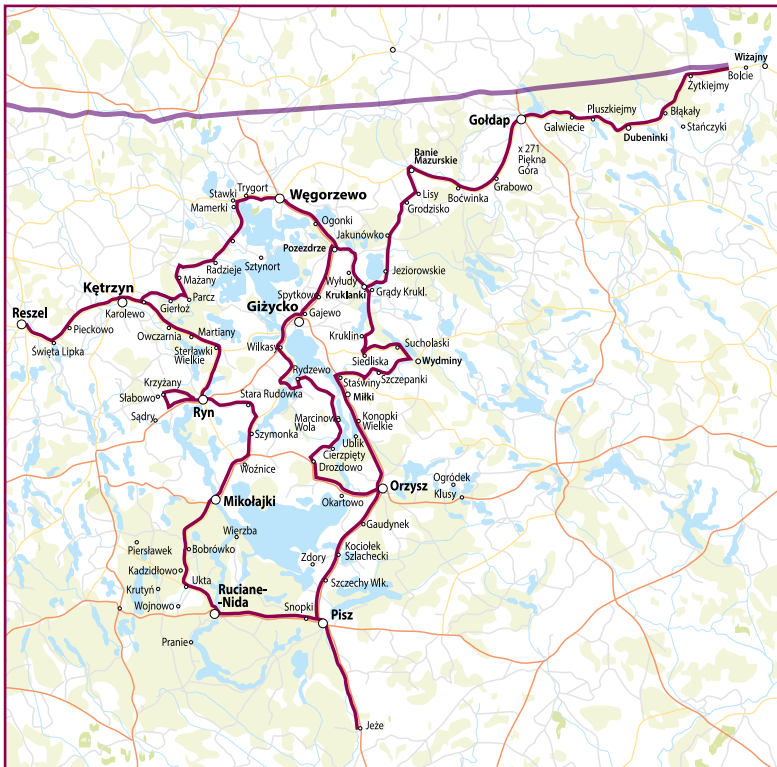 Wiżajny
Bolcie
Żytkiejmy
Błąkały
Stańczyki
Pluszkiejmy
Gołdap
Galwiecie
Dubeninki
x 271
Piękna
Góra
Banie
Mazurskie
Grabowo
Boćwinka
Lisy
Grodzisko
Trygort
Stawki
Mamerki
Węgorzewo
Ogonki
Jakunówko
Pozezdrze
Radzieje
Sztynort
Jeziorowskie
Mażany
Wyłudy
Kętrzyn
Parcz
Spytkowo
Kruklanki
Grądy Krukl.
Gierłoż
Karolewo
Giżycko
Gajewo
Reszel
Pieckowo
Owczarnia
Martiany
Kruklin
Sucholaski
Święta Lipka
Sterławki
Wielkie
Wilkasy
Siedliska
Wydminy
Rydzewo
Staświny
Szczepanki
Krzyżany
Słabowo
Stara Rudówka
Miłki
Ryn
Sądry
Marcinowa
Wola
Konopki
Wielkie
Szymonka
Ublik
Cierzpięty
Woźnice
Drozdowo
Ogródek
Orzysz
Klusy
Mikołajki
Okartowo
Gaudynek
Wierzba
Piersławek
Bobrówko
Kociołek
Szlachecki
Zdory
Kadzidłowo
Szczechy Wlk.
Krutyń
Ukta
Ruciane-
-Nida
Wojnowo
Snopki
Pisz
Pranie
Jeże